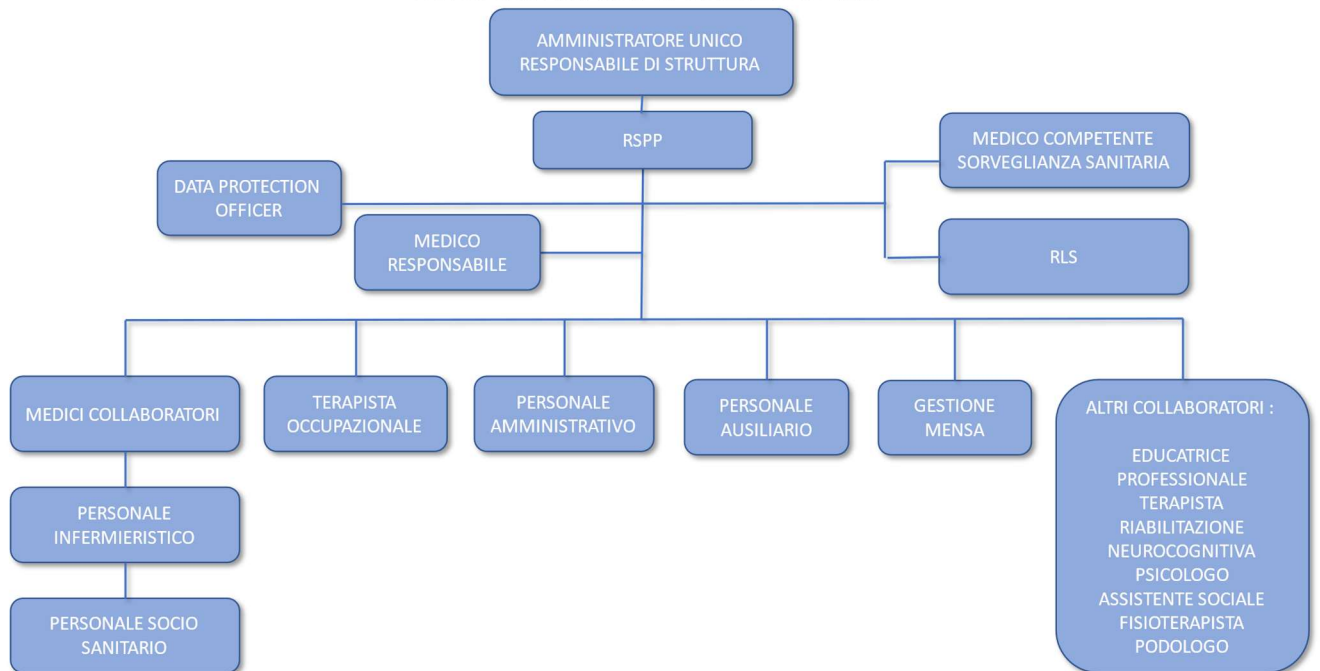 AMMINISTRATORE UNICO
RESPONSABILE DI STRUTTURA
RSPP
MEDICO COMPETENTE
SORVEGLIANZA SANITARIA
DATA PROTECTION
OFFICER
MEDICO
RESPONSABILE
RLS
MEDICI COLLABORATORI
TERAPISTA
OCCUPAZIONALE
PERSONALE
AMMINISTRATIVO
PERSONALE
AUSILIARIO
GESTIONE
MENSA
ALTRI COLLABORATORI :
EDUCATRICE
PROFESSIONALE
TERAPISTA
RIABILITAZIONE
NEUROCOGNITIVA
PSICOLOGO
ASSISTENTE SOCIALE
FISIOTERAPISTA
PODOLOGO
PERSONALE
INFERMIERISTICO
PERSONALE SOCIO
SANITARIO